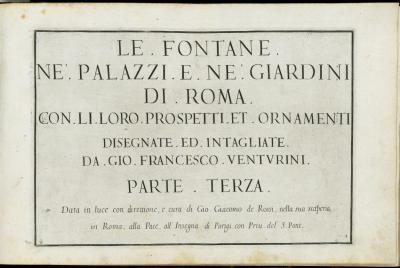 LE . FONTANE .
NE' . PALAZZI . E . NE' . GIARDINI
DI . ROMA .
CON . LI . LORO . PROSPETTI . ET . ORNAMENTI
DISEGNATE . ED . INTAGLIATE .
DA . GIO . FRANCESCO . VENTVRINI .
PARTE . TERZA .
Data in luce con direttione, e cura di Gio Giacomo de Rossi, nella sua stãperia,
in Roma, alla Pace, all' Insegna di Parigi, con Priu. del S. Pont.